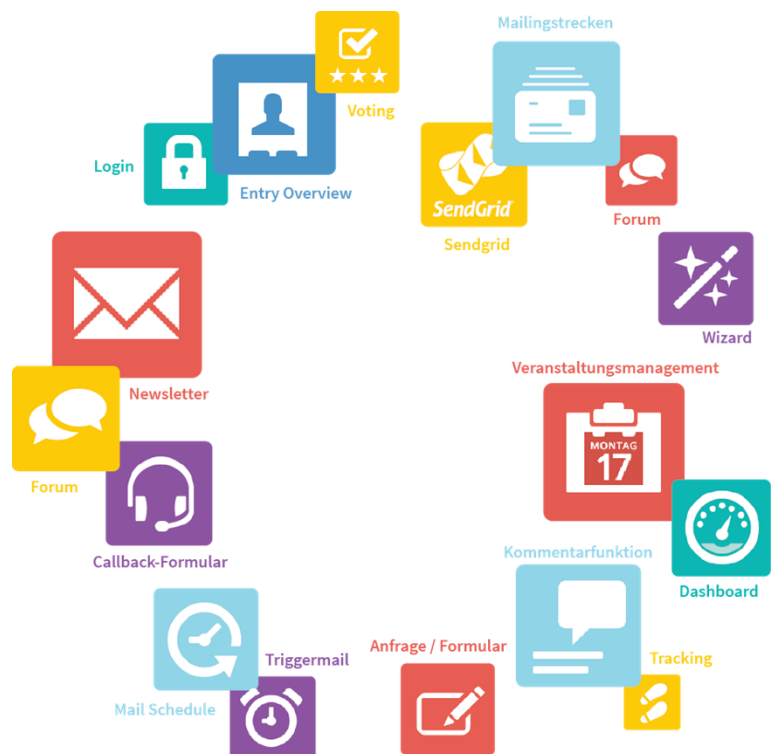 Mailingstrecken
Voting
Login
Entry Overview
SendGrid
Sendgrid
Forum
Wizard
Newsletter
Veranstaltungsmanagement
MONTAG
17
Forum
Callback-Formular
Kommentarfunktion
Dashboard
Mail Schedule
Triggermail
Anfrage / Formular
Tracking